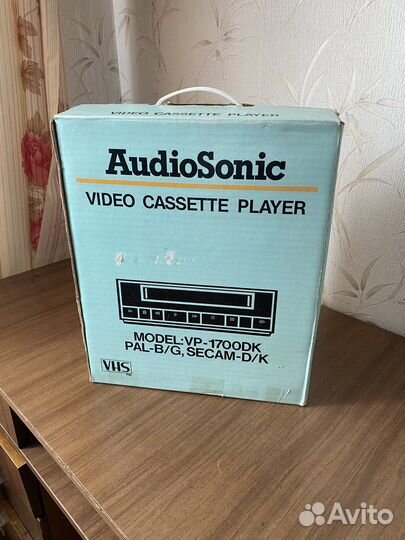 VIDEO CASSETTE PLAYER
AudioSonic
VIDEO CASSETTE PLAYER
MODEL:VP-1700DK
PAL-B/G, SECAM-D/K
VHS
Avito